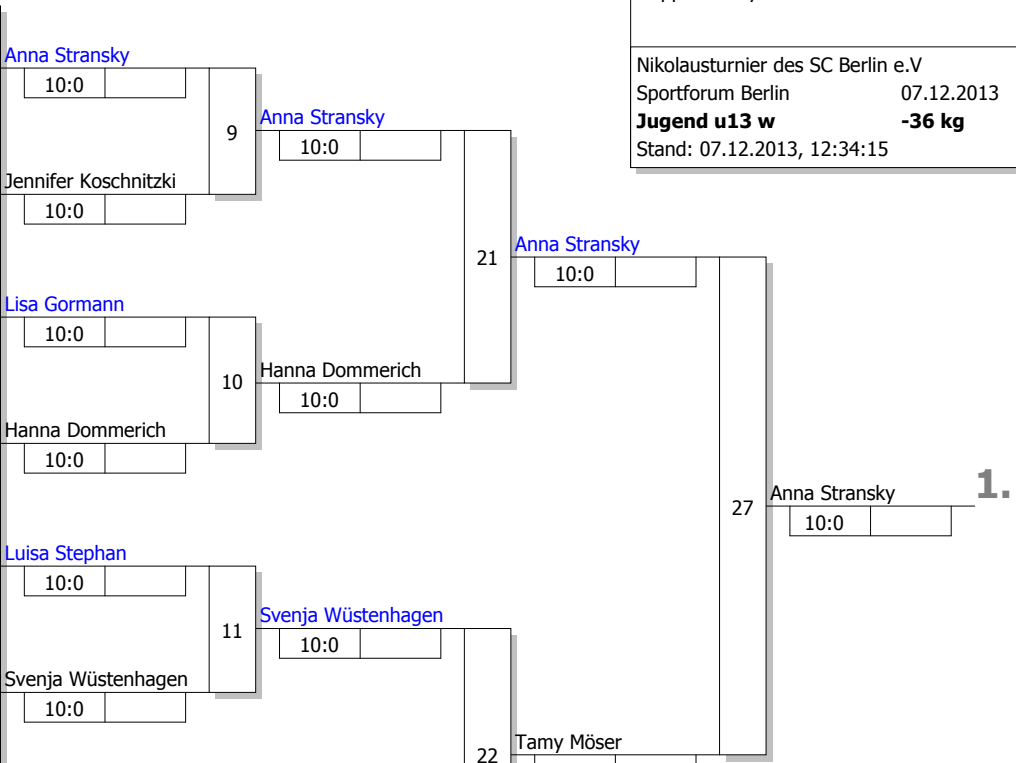 Nikolausturnier des SC Berlin e.V
Sportforum Berlin 07.12.2013
Jugend u13 w -36 kg
Stand: 07.12.2013, 12:34:15
Anna Stransky
10:0
9
Anna Stransky
10:0
Jennifer Koschnitzki
10:0
21
Anna Stransky
10:0
Lisa Gormann
10:0
10
Hanna Dommerich
10:0
Hanna Dommerich
10:0
27
Anna Stransky
10:0
1.
Luisa Stephan
10:0
11
Svenja Wüstenhagen
10:0
Svenja Wüstenhagen
10:0
22
Tamy Möser